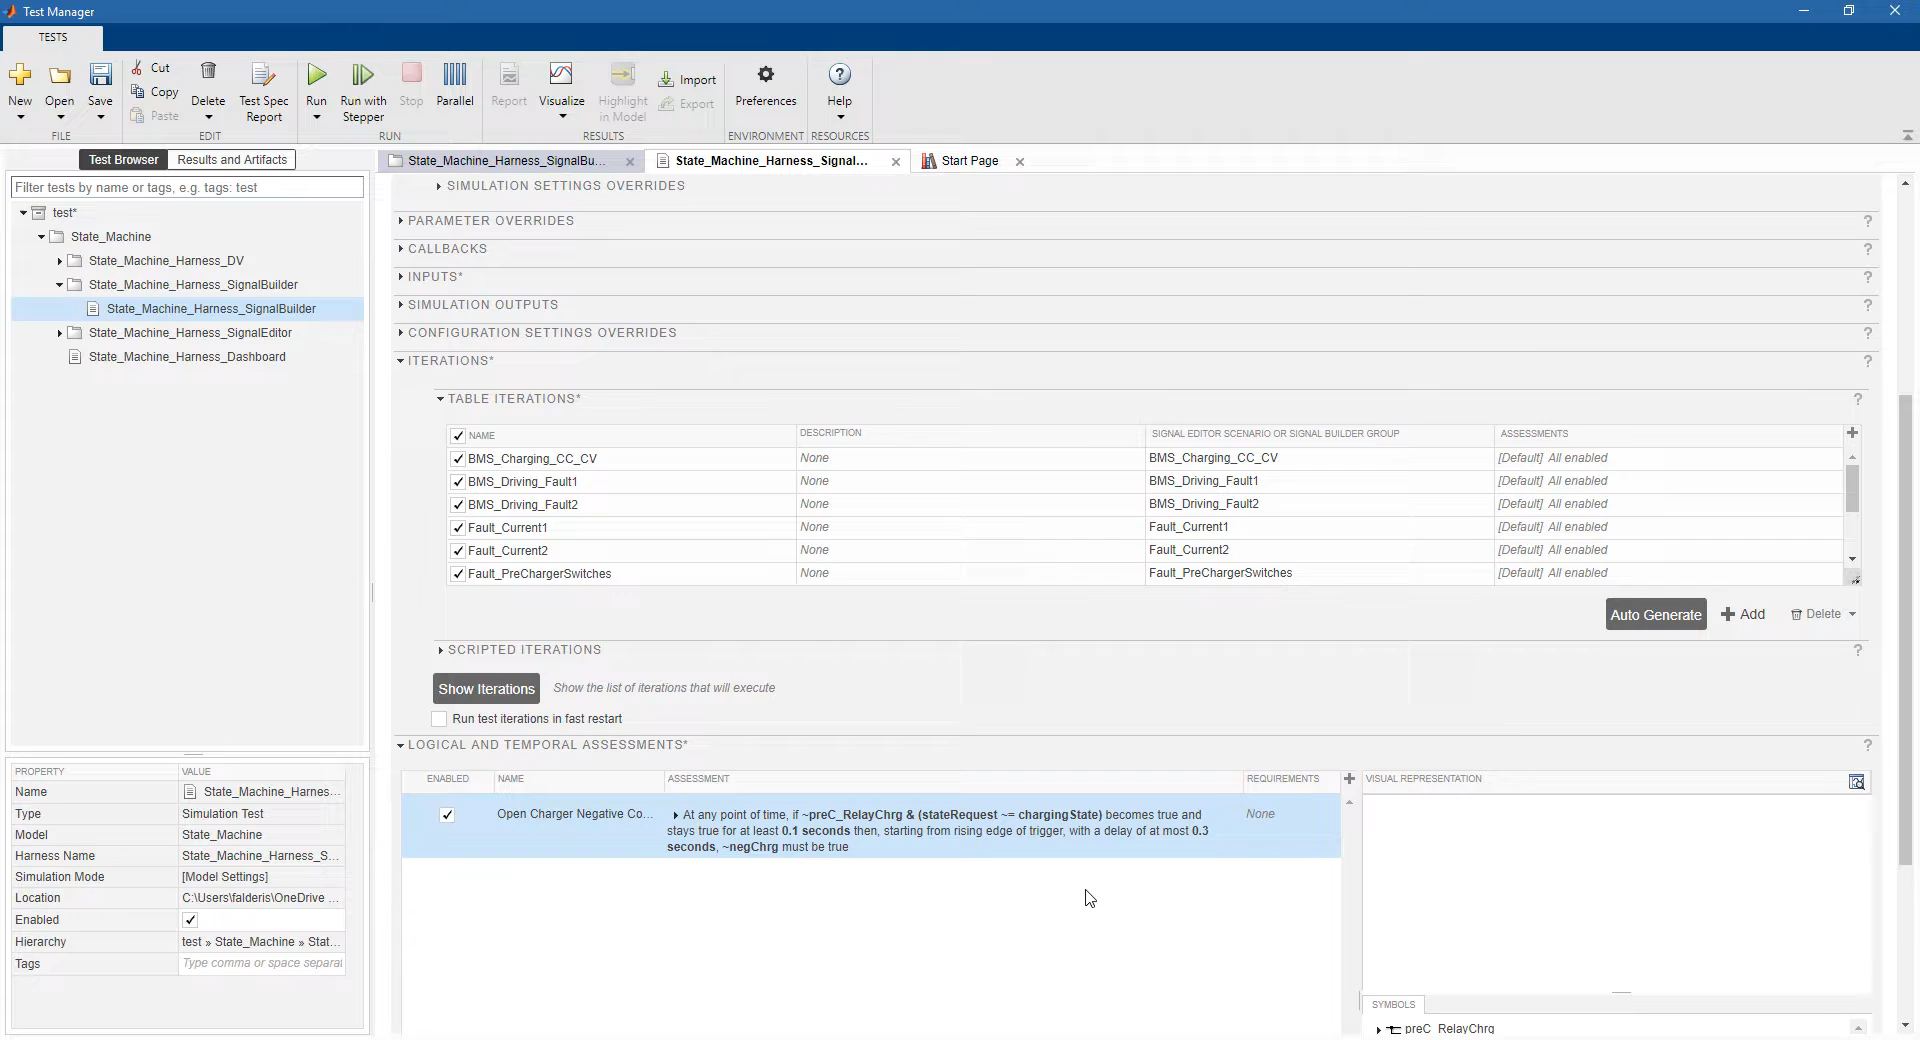 Test Manager
TESTS
New
Open
Save
Cut
Copy
Paste
Delete
Test Spec
Report
Run
Run with
Stepper
Stop
Parallel
Report
Visualize
Highlight
in Model
Import
Export
Preferences
Help
FILE
EDIT
RUN
RESULTS
ENVIRONMENT
RESOURCES
Test Browser
Results and Artifacts
Filter tests by name or tags, e.g. tags: test
test*
State_Machine
State_Machine_Harness_DV
State_Machine_Harness_SignalBuilder
State_Machine_Harness_SignalBuilder
State_Machine_Harness_SignalEditor
State_Machine_Harness_Dashboard
PROPERTY VALUE
Name State_Machine_Harnes...
Type Simulation Test
Model State_Machine
Harness Name State_Machine_Harness_S...
Simulation Mode [Model Settings]
Location C:\Users\falderis\OneDrive ...
Enabled
Hierarchy test » State_Machine » Stat...
Tags Type comma or space separat
State_Machine_Harness_SignalBu...
State_Machine_Harness_Signal...
Start Page
SIMULATION SETTINGS OVERRIDES
PARAMETER OVERRIDES ?
CALLBACKS ?
INPUTS* ?
SIMULATION OUTPUTS ?
CONFIGURATION SETTINGS OVERRIDES ?
ITERATIONS* ?
TABLE ITERATIONS* ?
NAME DESCRIPTION SIGNAL EDITOR SCENARIO OR SIGNAL BUILDER GROUP ASSESSMENTS
BMS_Charging_CC_CV None BMS_Charging_CC_CV [Default] All enabled
BMS_Driving_Fault1 None BMS_Driving_Fault1 [Default] All enabled
BMS_Driving_Fault2 None BMS_Driving_Fault2 [Default] All enabled
Fault_Current1 None Fault_Current1 [Default] All enabled
Fault_Current2 None Fault_Current2 [Default] All enabled
Fault_PreChargerSwitches None Fault_PreChargerSwitches [Default] All enabled
Auto Generate Add Delete
SCRIPTED ITERATIONS ?
Show Iterations Show the list of iterations that will execute
Run test iterations in fast restart
LOGICAL AND TEMPORAL ASSESSMENTS* ?
ENABLED NAME ASSESSMENT REQUIREMENTS
Open Charger Negative Co... At any point of time, if ~preC_RelayChrg & (stateRequest ~= chargingState) becomes true and None
stays true for at least 0.1 seconds then, starting from rising edge of trigger, with a delay of at most 0.3
seconds, ~negChrg must be true
VISUAL REPRESENTATION
SYMBOLS
preC_RelayChrg